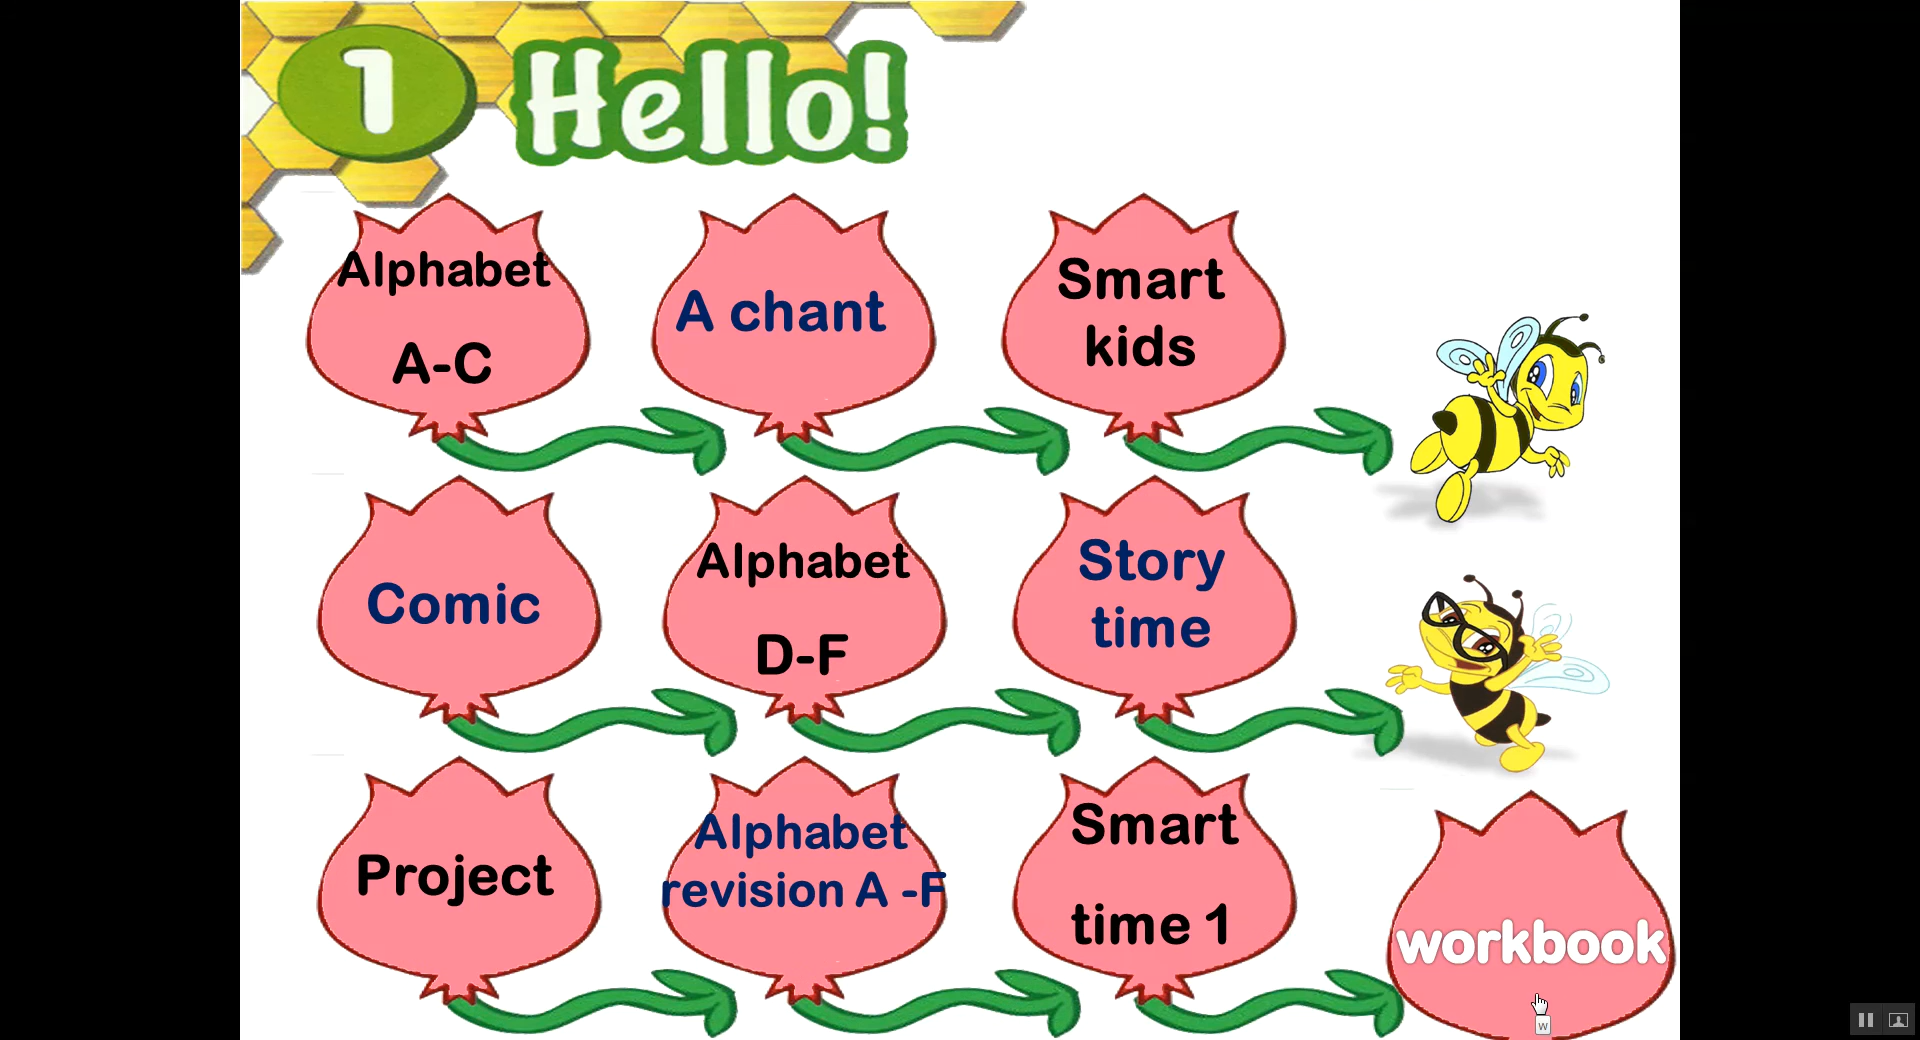 1 Hello!
Alphabet
A-C
A chant
Smart
kids
Comic
Alphabet
D-F
Story
time
Project
Alphabet
revision A -F
Smart
time 1
workbook
w